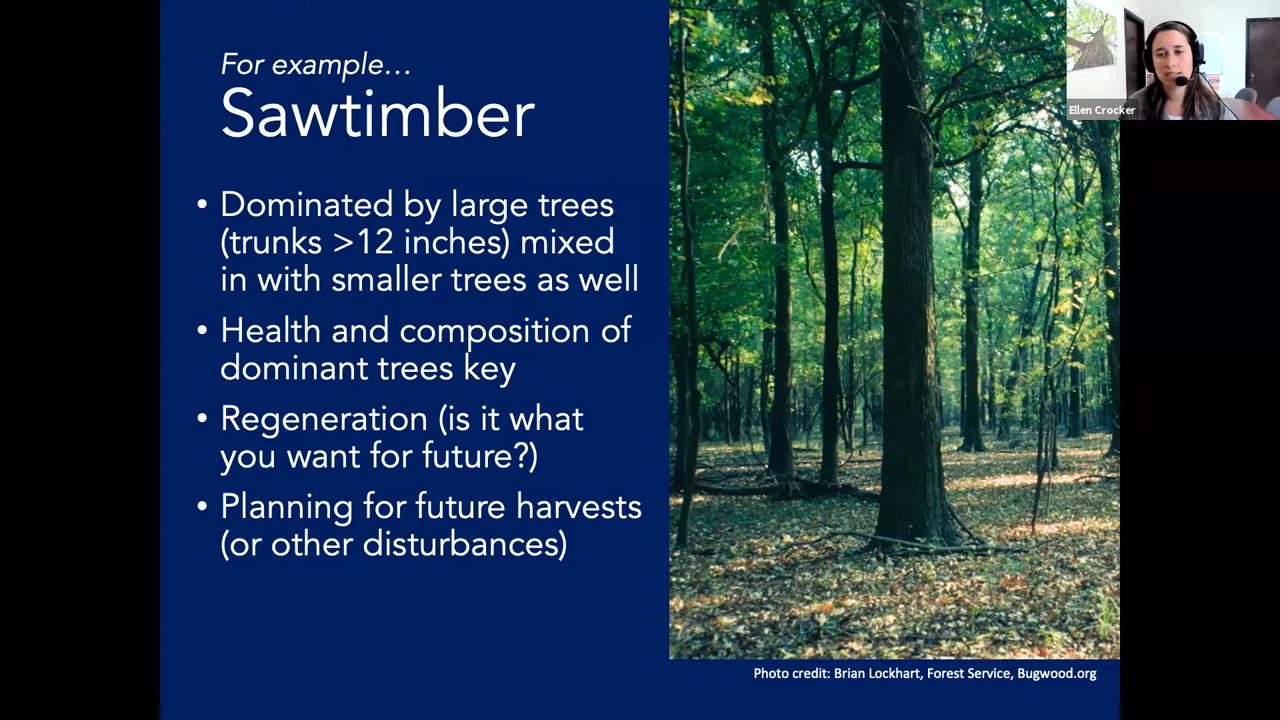 For example…
Sawtimber
• Dominated by large trees
(trunks >12 inches) mixed
in with smaller trees as well
• Health and composition of
dominant trees key
• Regeneration (is it what
you want for future?)
• Planning for future harvests
(or other disturbances)
Ellen Crocker
Photo credit: Brian Lockhart, Forest Service, Bugwood.org